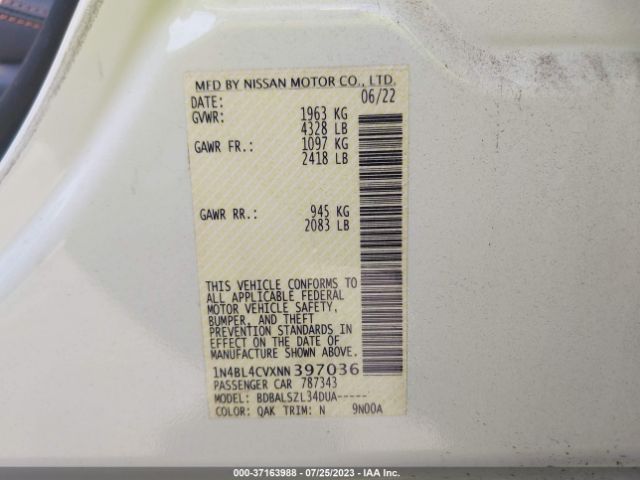 MFD BY NISSAN MOTOR CO., LTD.
DATE: 06/22
GVWR: 1963 KG
4328 LB
GAWR FR.: 1097 KG
2418 LB
GAWR RR.: 945 KG
2083 LB
THIS VEHICLE CONFORMS TO
ALL APPLICABLE FEDERAL
MOTOR VEHICLE SAFETY,
BUMPER, AND THEFT
PREVENTION STANDARDS IN
EFFECT ON THE DATE OF
MANUFACTURE SHOWN ABOVE.
1N4BL4CVXNN397036
PASSENGER CAR 787343
MODEL: BDBALSZL34DUA-----
COLOR: QAK TRIM: N 9N00A
000-37163988 - 07/25/2023 - IAA Inc.